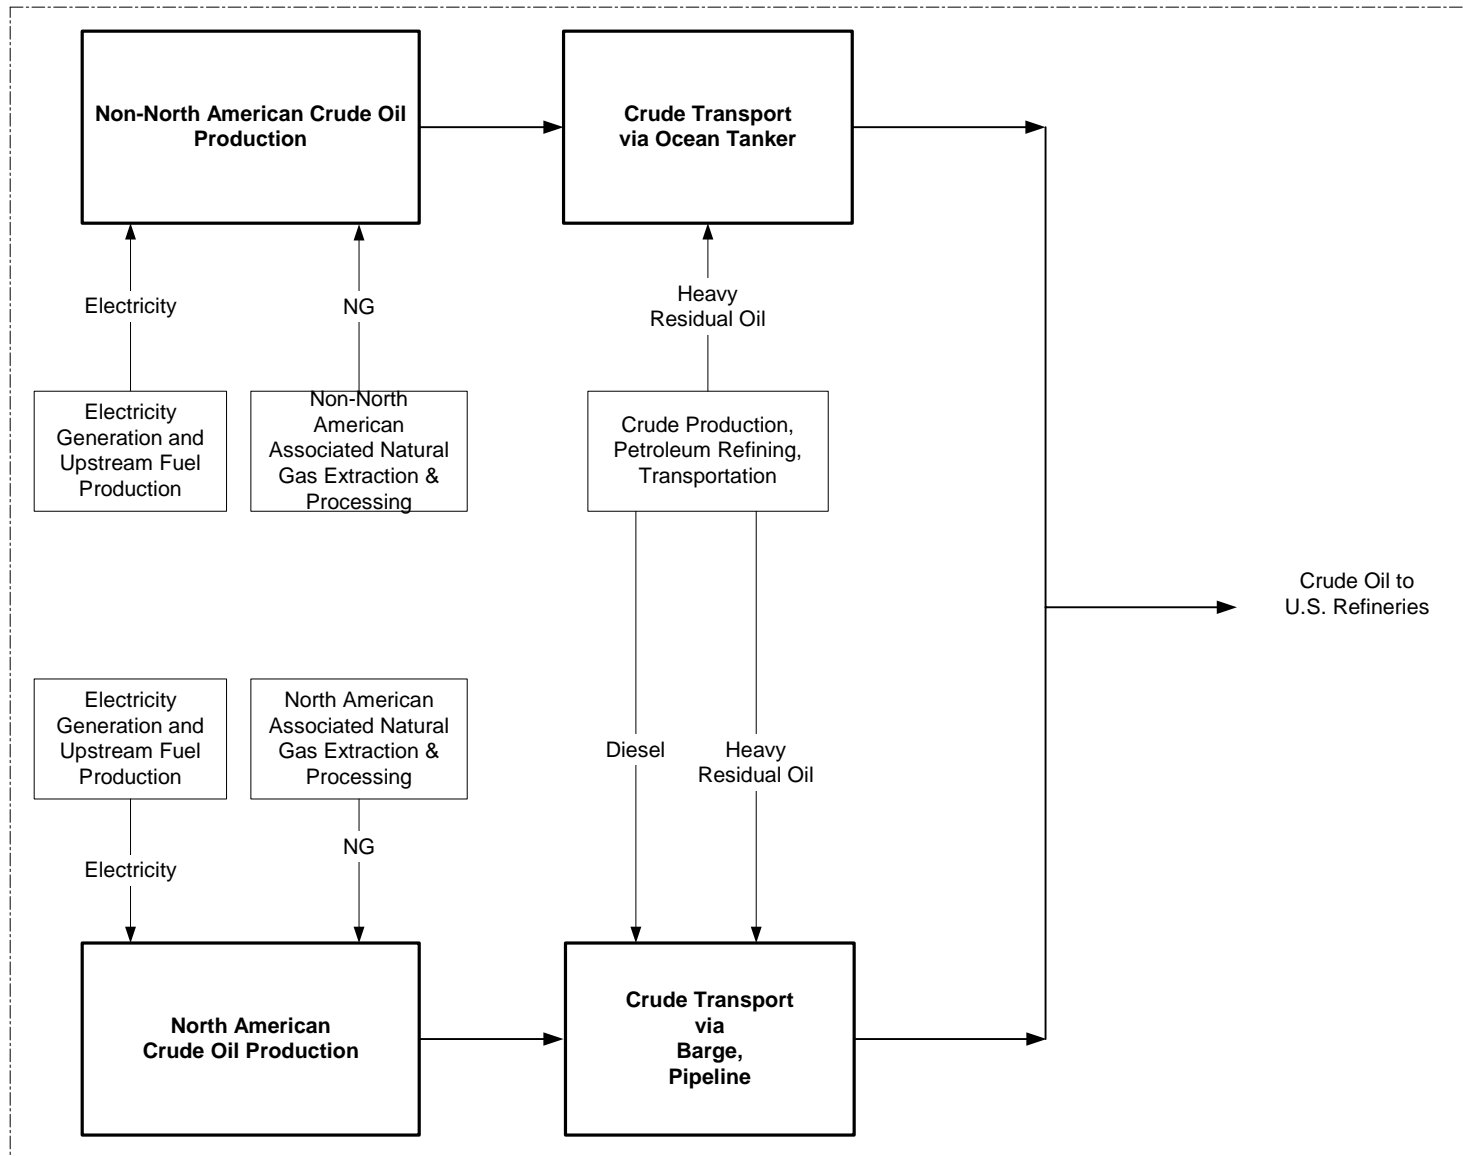 Non-North American Crude Oil
Production
Crude Transport
via Ocean Tanker
Electricity
NG
Heavy
Residual Oil
Electricity
Generation and
Upstream Fuel
Production
Non-North
American
Associated Natural
Gas Extraction &
Processing
Crude Production,
Petroleum Refining,
Transportation
Crude Oil to
U.S. Refineries
Electricity
Generation and
Upstream Fuel
Production
North American
Associated Natural
Gas Extraction &
Processing
Diesel
Heavy
Residual Oil
Electricity
NG
North American
Crude Oil Production
Crude Transport
via
Barge,
Pipeline